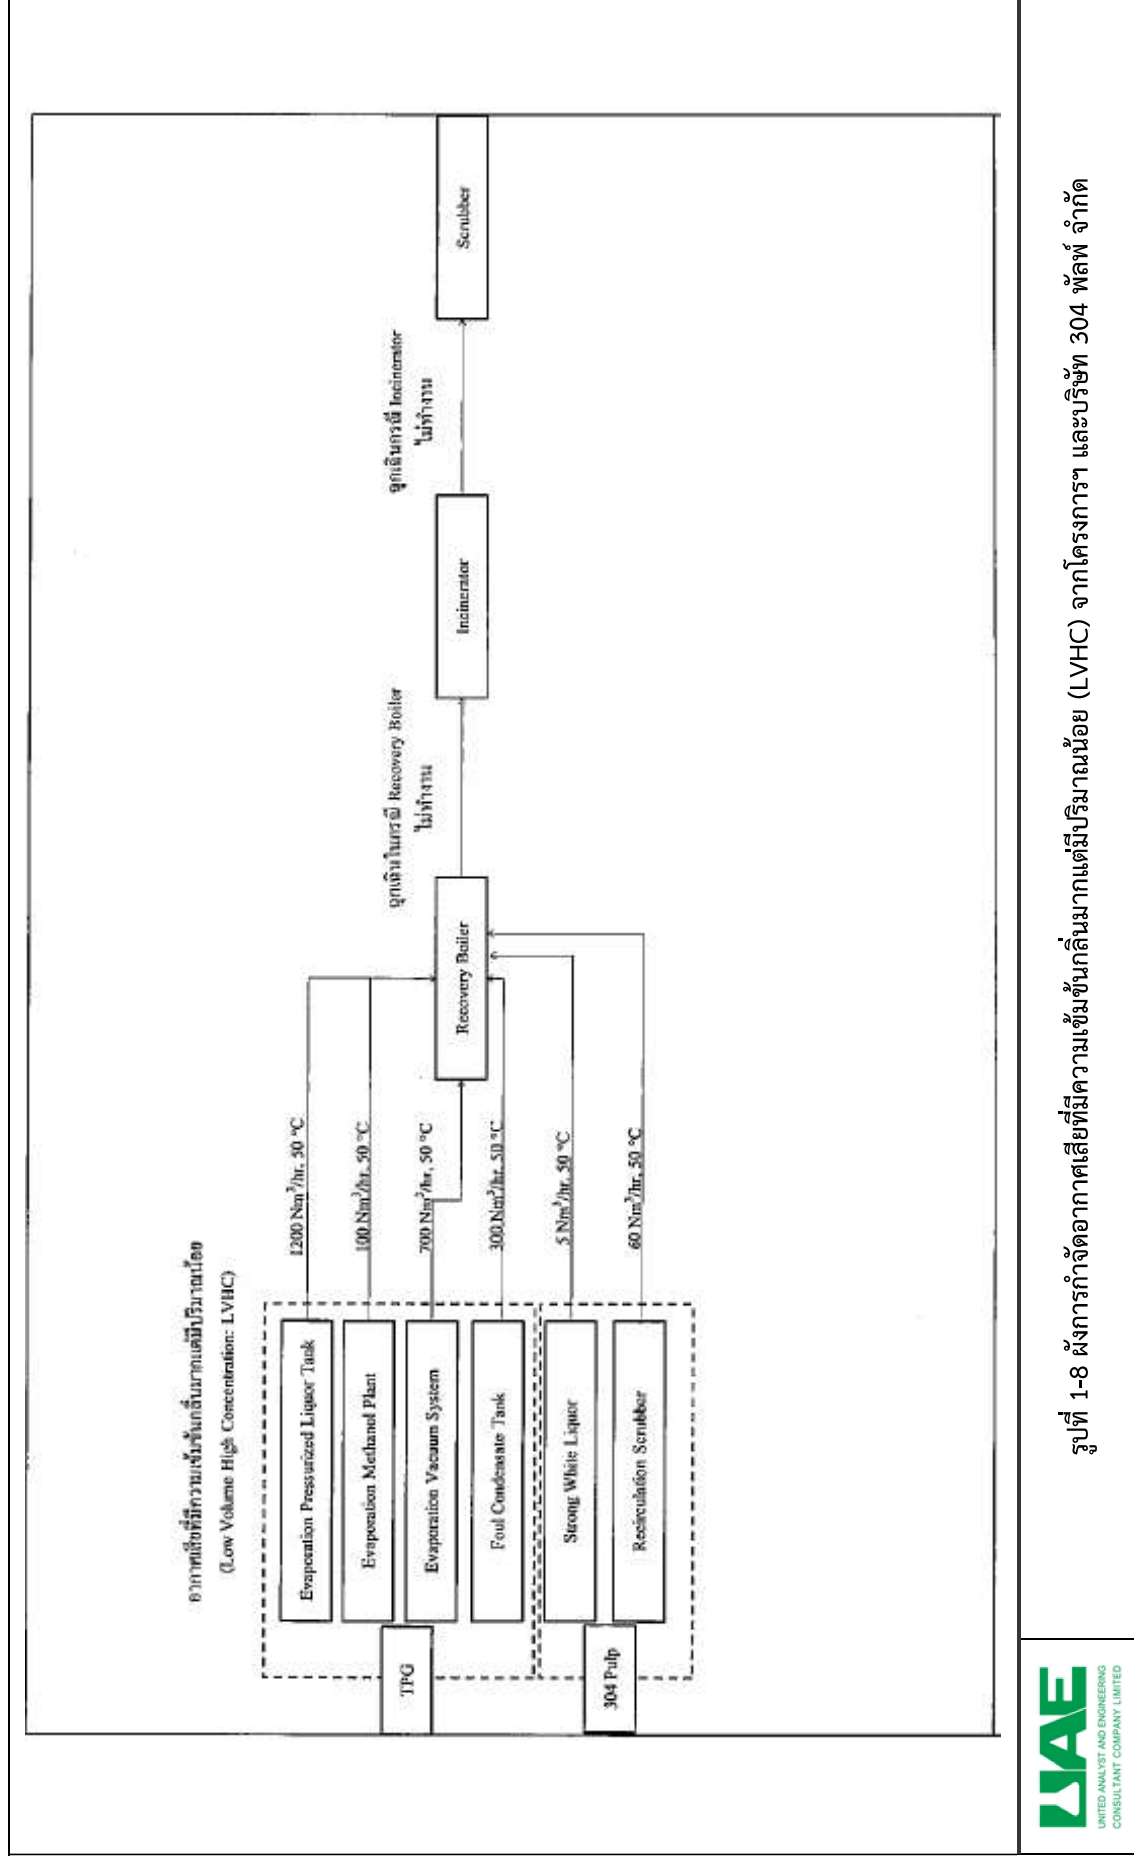 อากาศเสียที่มีความเข้มข้นกลิ่นมากแต่มีปริมาณน้อย
(Low Volume High Concentration: LVHC)
TPG
Evaporation Pressurized Liquor Tank
1200 Nm³/hr, 50 °C
Evaporation Methanol Plant
100 Nm³/hr, 50 °C
Evaporation Vacuum System
700 Nm³/hr, 50 °C
Foul Condensate Tank
300 Nm³/hr, 50 °C
304 Pulp
Strong White Liquor
5 Nm³/hr, 50 °C
Recirculation Scrubber
60 Nm³/hr, 50 °C
Recovery Boiler
ฉุกเฉินในกรณี Recovery Boiler
ไม่ทำงาน
Incinerator
ฉุกเฉินกรณี Incinerator
ไม่ทำงาน
Scrubber
UAE
UNITED ANALYST AND ENGINEERING
CONSULTANT COMPANY LIMITED
รูปที่ 1-8 ผังการกำจัดอากาศเสียที่มีความเข้มข้นกลิ่นมากแต่มีปริมาณน้อย (LVHC) จากโครงการฯ และบริษัท 304 พัลพ์ จำกัด